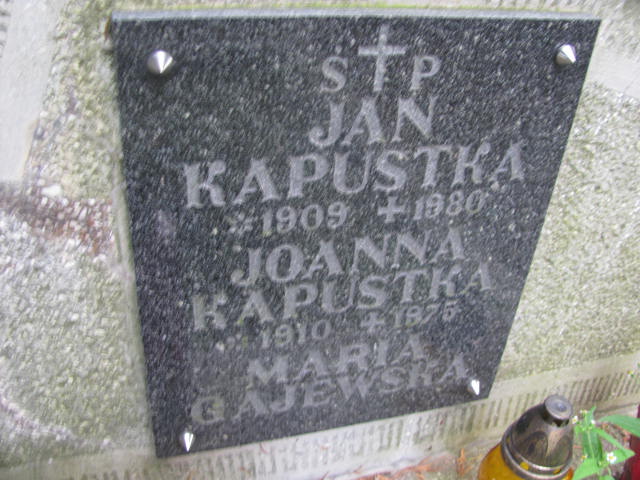 S † P
JAN
KAPUSTKA
* 1909 + 1980
JOANNA
KAPUSTKA
* 1910 + 1975
MARIA
GAJEWSKA